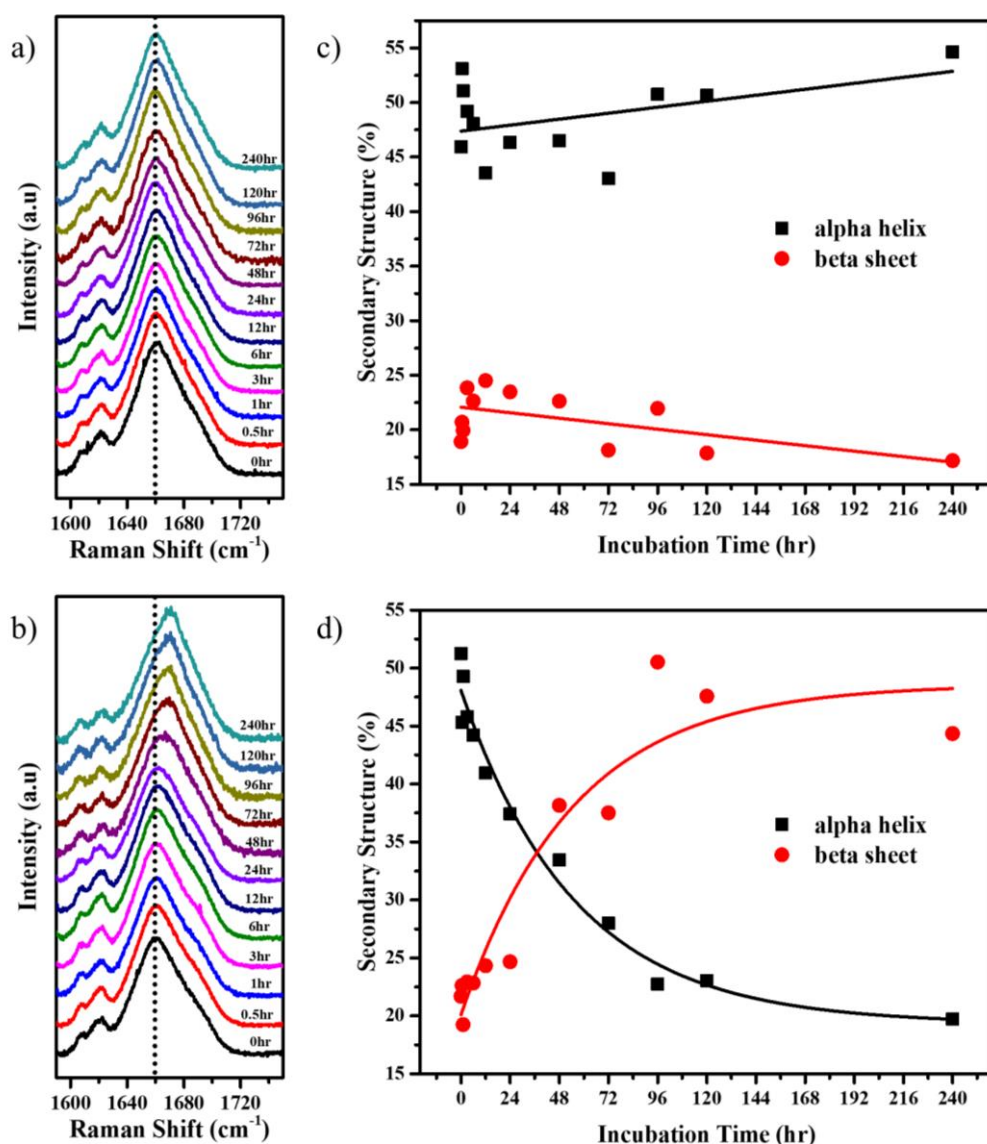 a)
240hr
120hr
96hr
72hr
48hr
24hr
12hr
6hr
3hr
1hr
0.5hr
0hr
Intensity (a.u)
1600 1640 1680 1720
Raman Shift (cm⁻¹)
c)
55
50
45
40
35
30
25
20
15
Secondary Structure (%)
alpha helix
beta sheet
0 24 48 72 96 120 144 168 192 216 240
Incubation Time (hr)
b)
240hr
120hr
96hr
72hr
48hr
24hr
12hr
6hr
3hr
1hr
0.5hr
0hr
Intensity (a.u)
1600 1640 1680 1720
Raman Shift (cm⁻¹)
d)
55
50
45
40
35
30
25
20
15
Secondary Structure (%)
alpha helix
beta sheet
0 24 48 72 96 120 144 168 192 216 240
Incubation Time (hr)